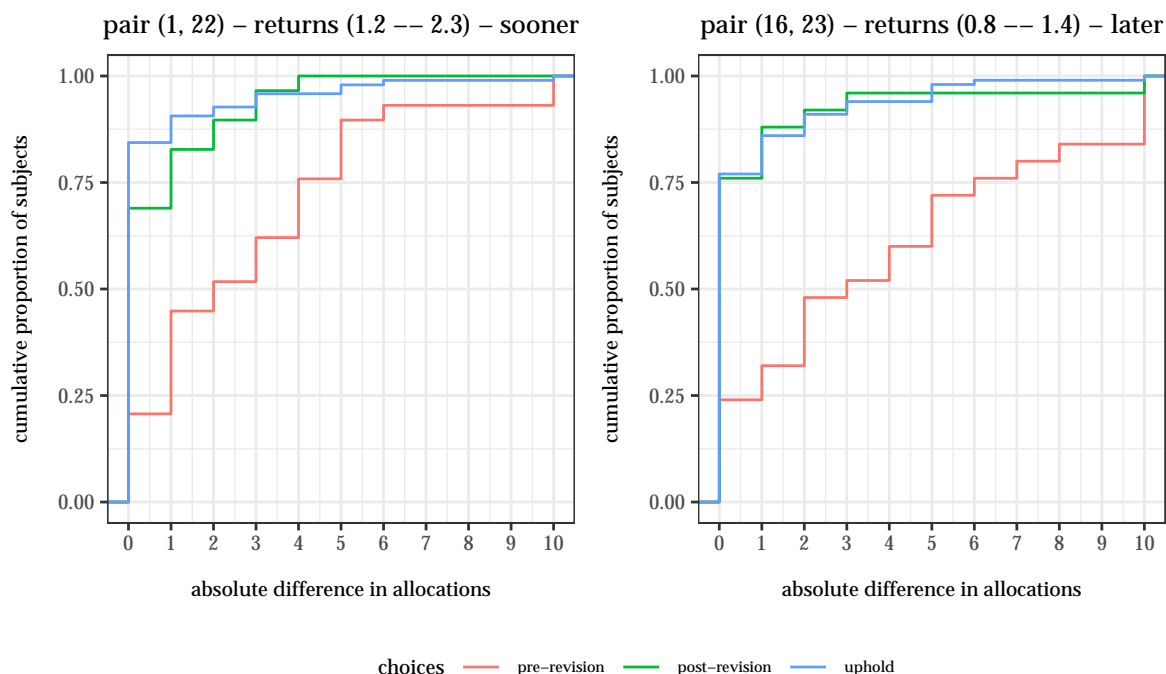 pair (1, 22) – returns (1.2 –– 2.3) – sooner
cumulative proportion of subjects
1.00
0.75
0.50
0.25
0.00
0 1 2 3 4 5 6 7 8 9 10
absolute difference in allocations
pair (16, 23) – returns (0.8 –– 1.4) – later
cumulative proportion of subjects
1.00
0.75
0.50
0.25
0.00
0 1 2 3 4 5 6 7 8 9 10
absolute difference in allocations
choices pre–revision post–revision uphold